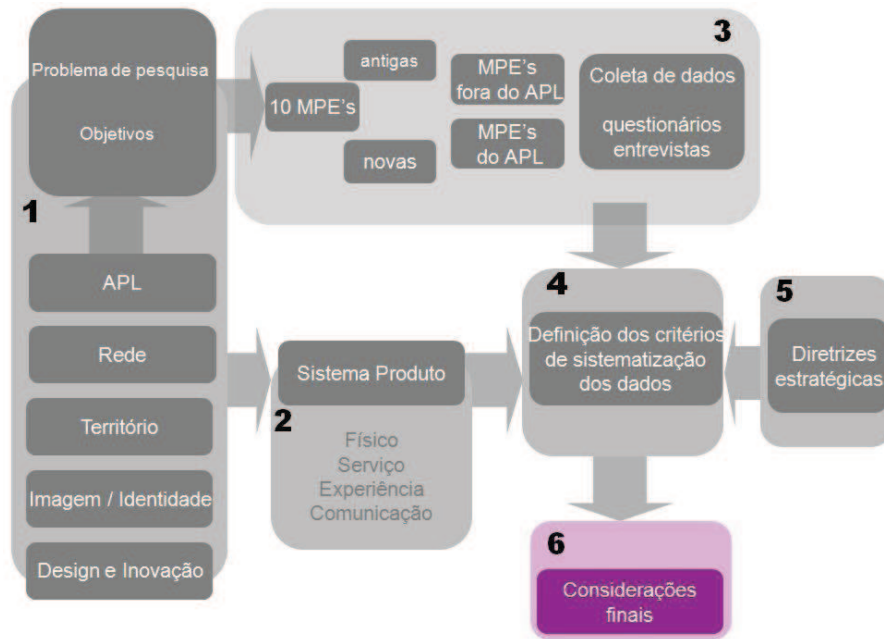 1
Problema de pesquisa
Objetivos
APL
Rede
Território
Imagem / Identidade
Design e Inovação
2
Sistema Produto
Físico
Serviço
Experiência
Comunicação
3
10 MPE's
antigas
novas
MPE's
fora do APL
MPE's
do APL
Coleta de dados
questionários
entrevistas
4
Definição dos critérios
de sistematização
dos dados
5
Diretrizes
estratégicas
6
Considerações
finais